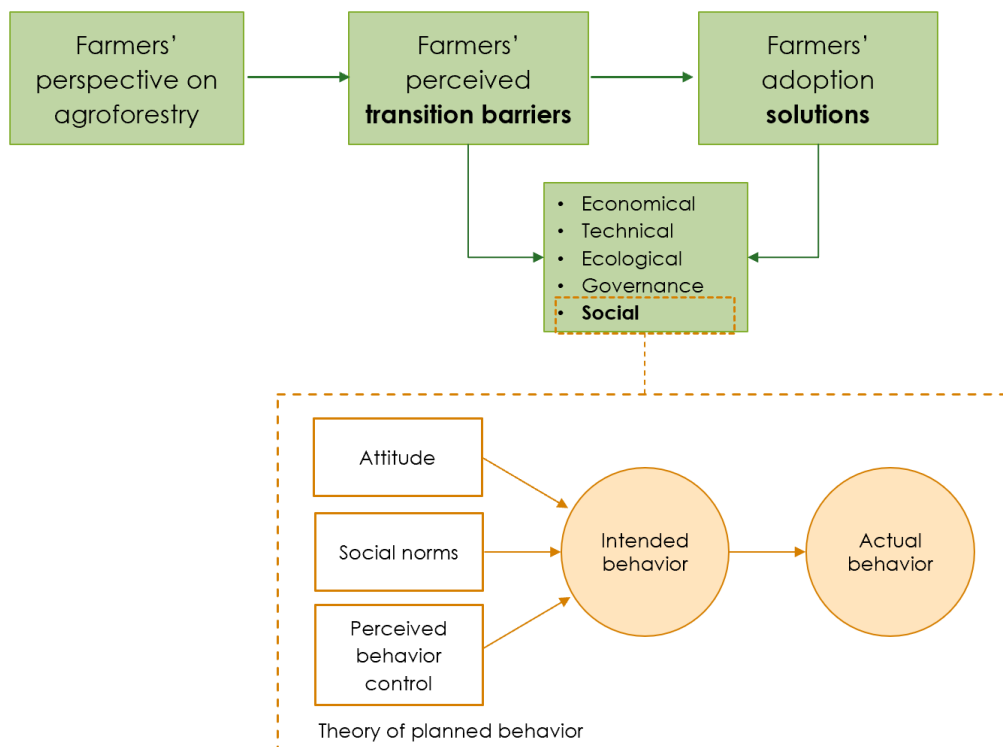 Farmers'
perspective on
agroforestry
Farmers'
perceived
transition barriers
Farmers'
adoption
solutions
• Economical
• Technical
• Ecological
• Governance
• Social
Attitude
Social norms
Perceived
behavior
control
Intended
behavior
Actual
behavior
Theory of planned behavior